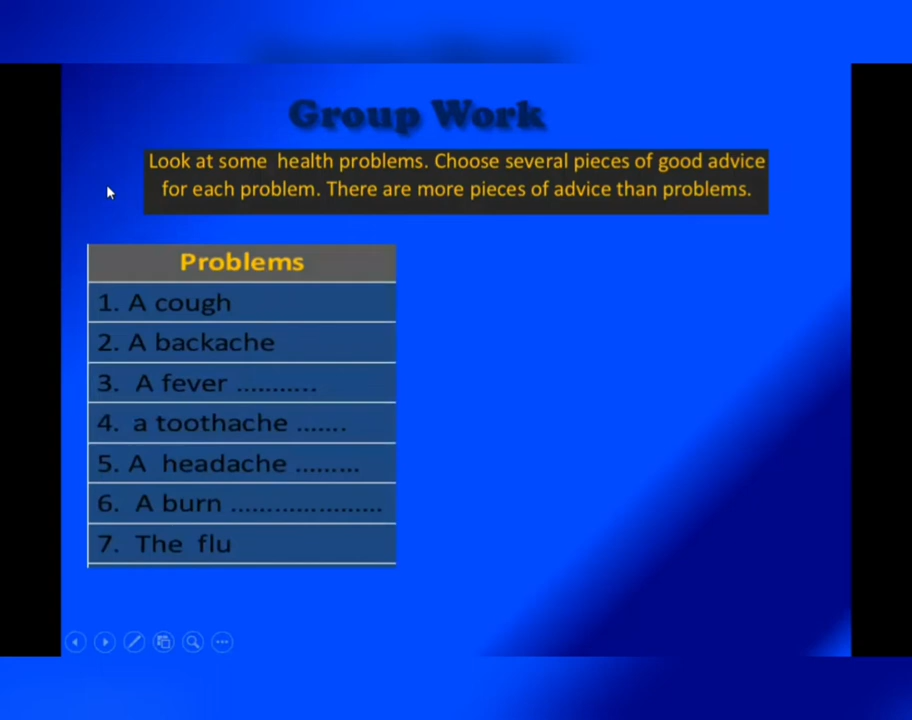 Group Work
Look at some health problems. Choose several pieces of good advice
for each problem. There are more pieces of advice than problems.
Problems
1. A cough
2. A backache
3. A fever ...........
4. a toothache .......
5. A headache .........
6. A burn .....................
7. The flu